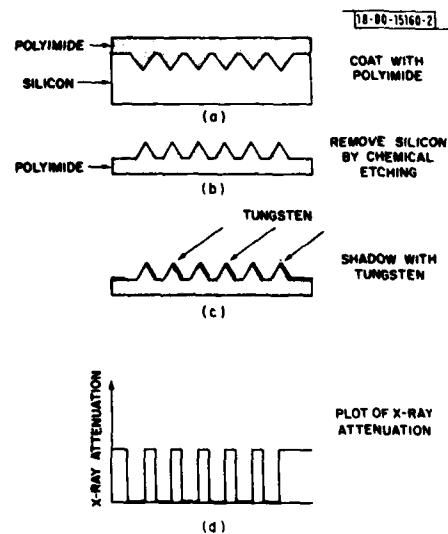 18-80-15160-2
POLYIMIDE
SILICON
COAT WITH
POLYIMIDE
(a)
POLYIMIDE
REMOVE SILICON
BY CHEMICAL
ETCHING
(b)
TUNGSTEN
SHADOW WITH
TUNGSTEN
(c)
X-RAY ATTENUATION
PLOT OF X-RAY
ATTENUATION
(d)